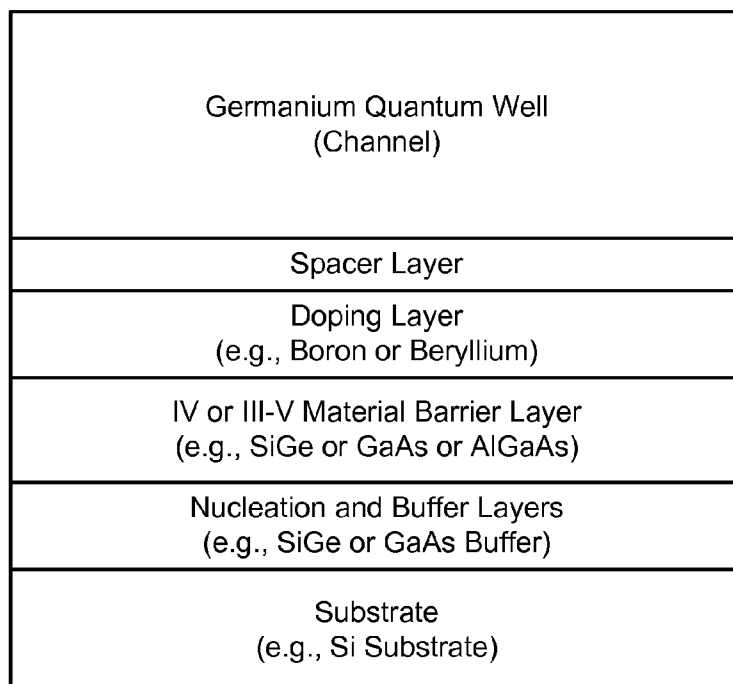 Germanium Quantum Well
(Channel)
Spacer Layer
Doping Layer
(e.g., Boron or Beryllium)
IV or III-V Material Barrier Layer
(e.g., SiGe or GaAs or AlGaAs)
Nucleation and Buffer Layers
(e.g., SiGe or GaAs Buffer)
Substrate
(e.g., Si Substrate)